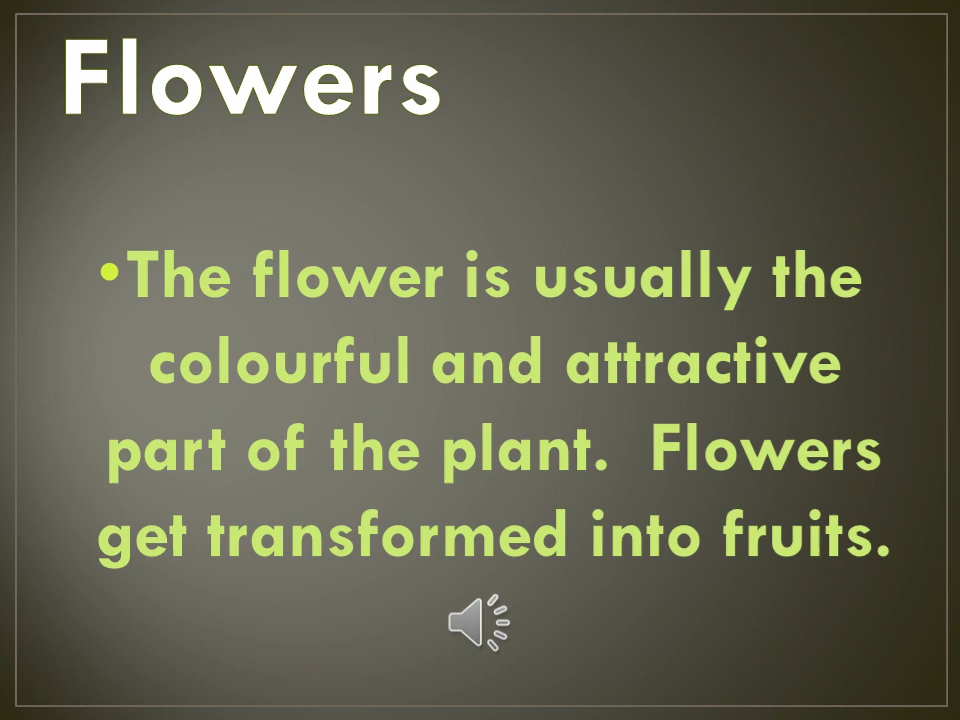 Flowers
•The flower is usually the
colourful and attractive
part of the plant.  Flowers
get transformed into fruits.